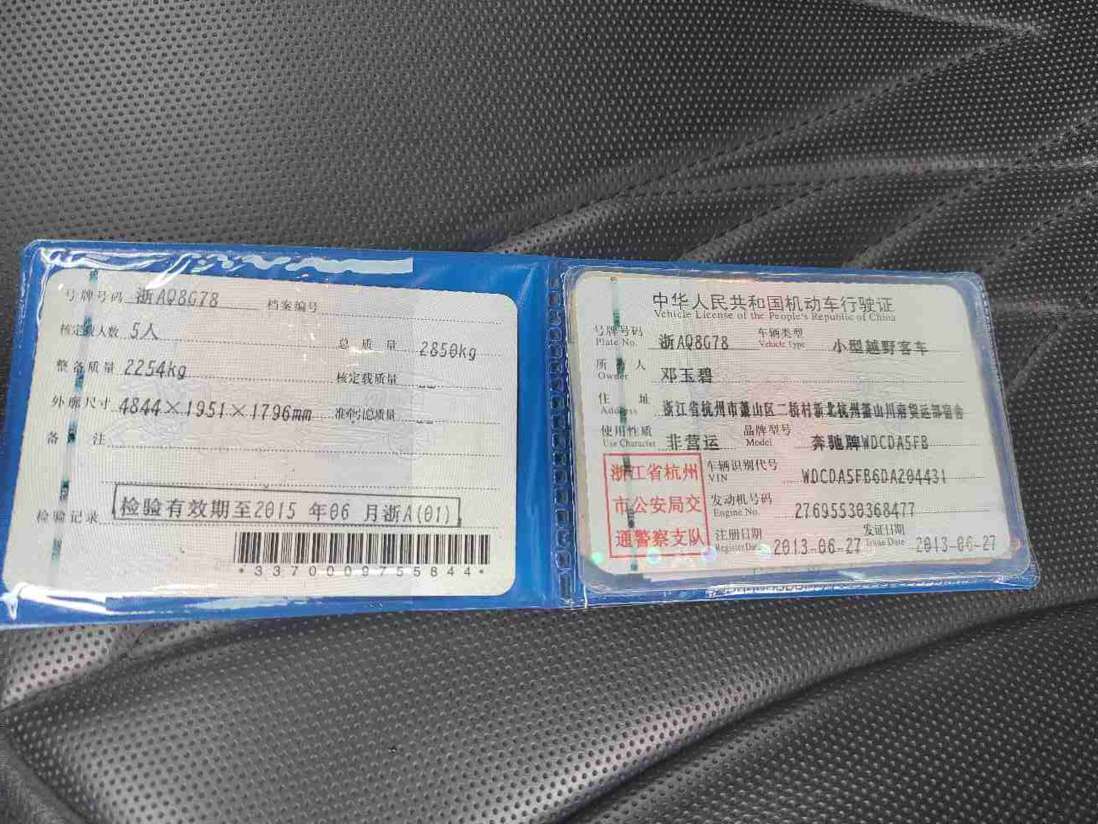 号牌号码 浙AQ8G78 档案编号
核定载人数 5人 总质量 2850kg
整备质量 2254kg 核定载质量 --
外廓尺寸 4844×1951×1796mm 准牵引总质量 --
备注
检验记录 检验有效期至2015 年06 月浙A(01)
*3370009755844*
中华人民共和国机动车行驶证
Vehicle License of the People's Republic of China
号牌号码 Plate No. 浙AQ8G78 车辆类型 Vehicle Type 小型越野客车
所有人 Owner 邓玉碧
住址 Address 浙江省杭州市萧山区二桥村新北杭州萧山川南货运部宿舍
使用性质 Use Character 非营运 品牌型号 Model 奔驰牌WDCDA5FB
车辆识别代号 VIN WDCDA5FB6DA204431
发动机号码 Engine No. 27695530368477
注册日期 Register Date 2013-06-27 发证日期 Issue Date 2013-06-27
浙江省杭州
市公安局交
通警察支队